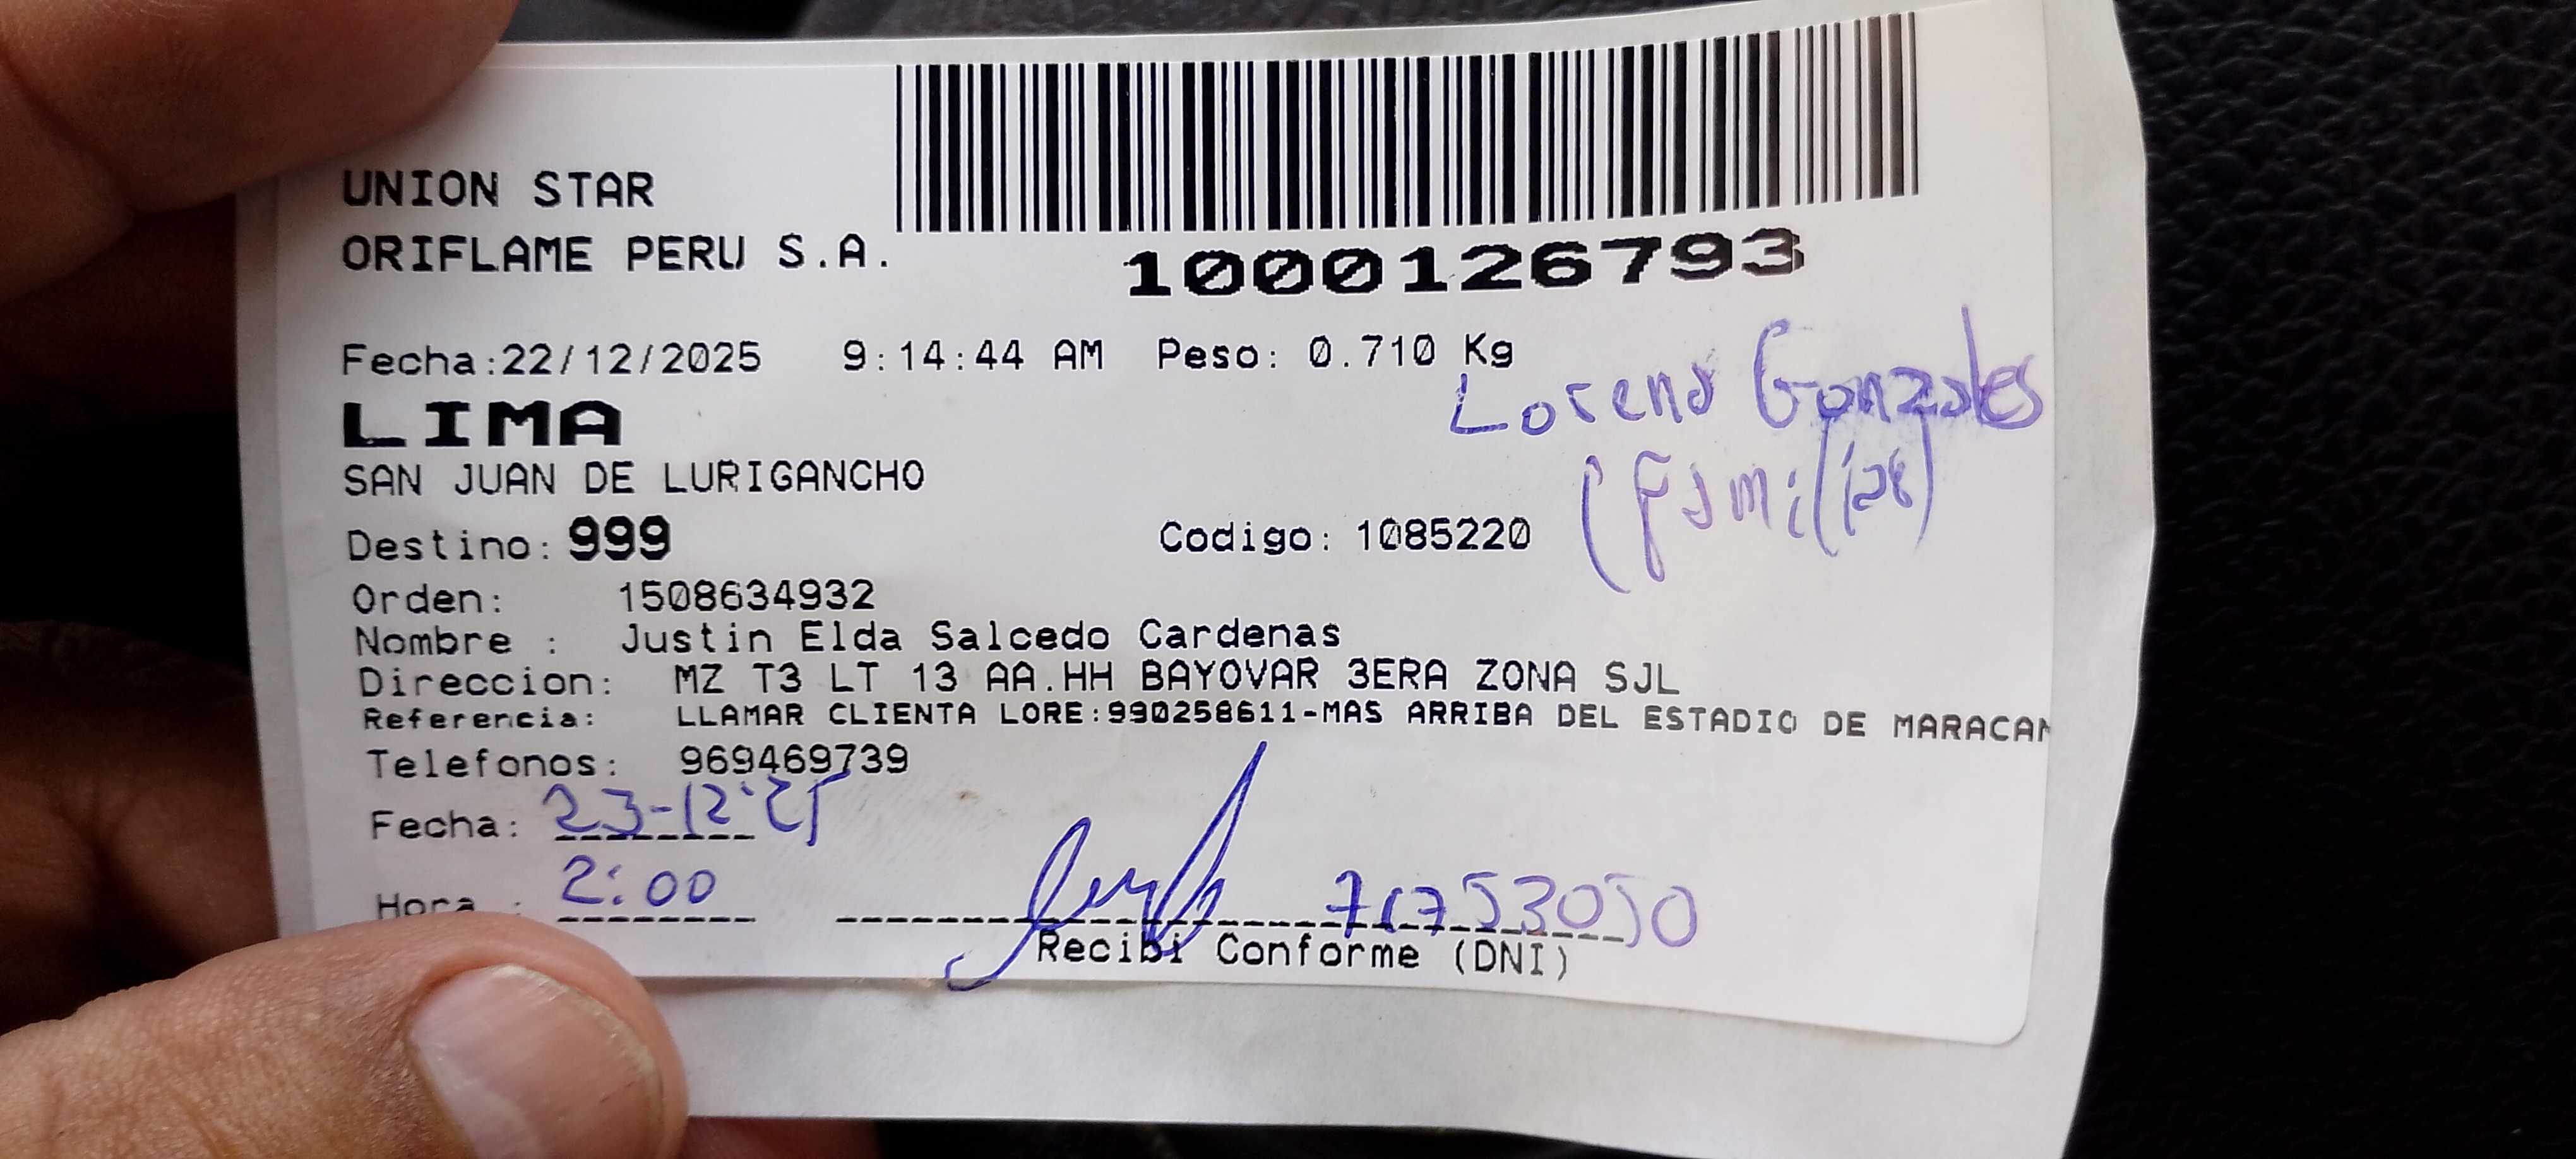 UNION STAR
ORIFLAME PERU S.A.
1000126793
Fecha:22/12/2025 9:14:44 AM Peso: 0.710 Kg
Lorena Gonzales
(Familiar)
LIMA
SAN JUAN DE LURIGANCHO
Destino: 999 Codigo: 1085220
Orden: 1508634932
Nombre : Justin Elda Salcedo Cardenas
Direccion: MZ T3 LT 13 AA.HH BAYOVAR 3ERA ZONA SJL
Referencia: LLAMAR CLIENTA LORE:990258611-MAS ARRIBA DEL ESTADIO DE MARACAN
Telefonos: 969469739
Fecha: 23-12-25
Hora : 2:00
71753050
Recibi Conforme (DNI)